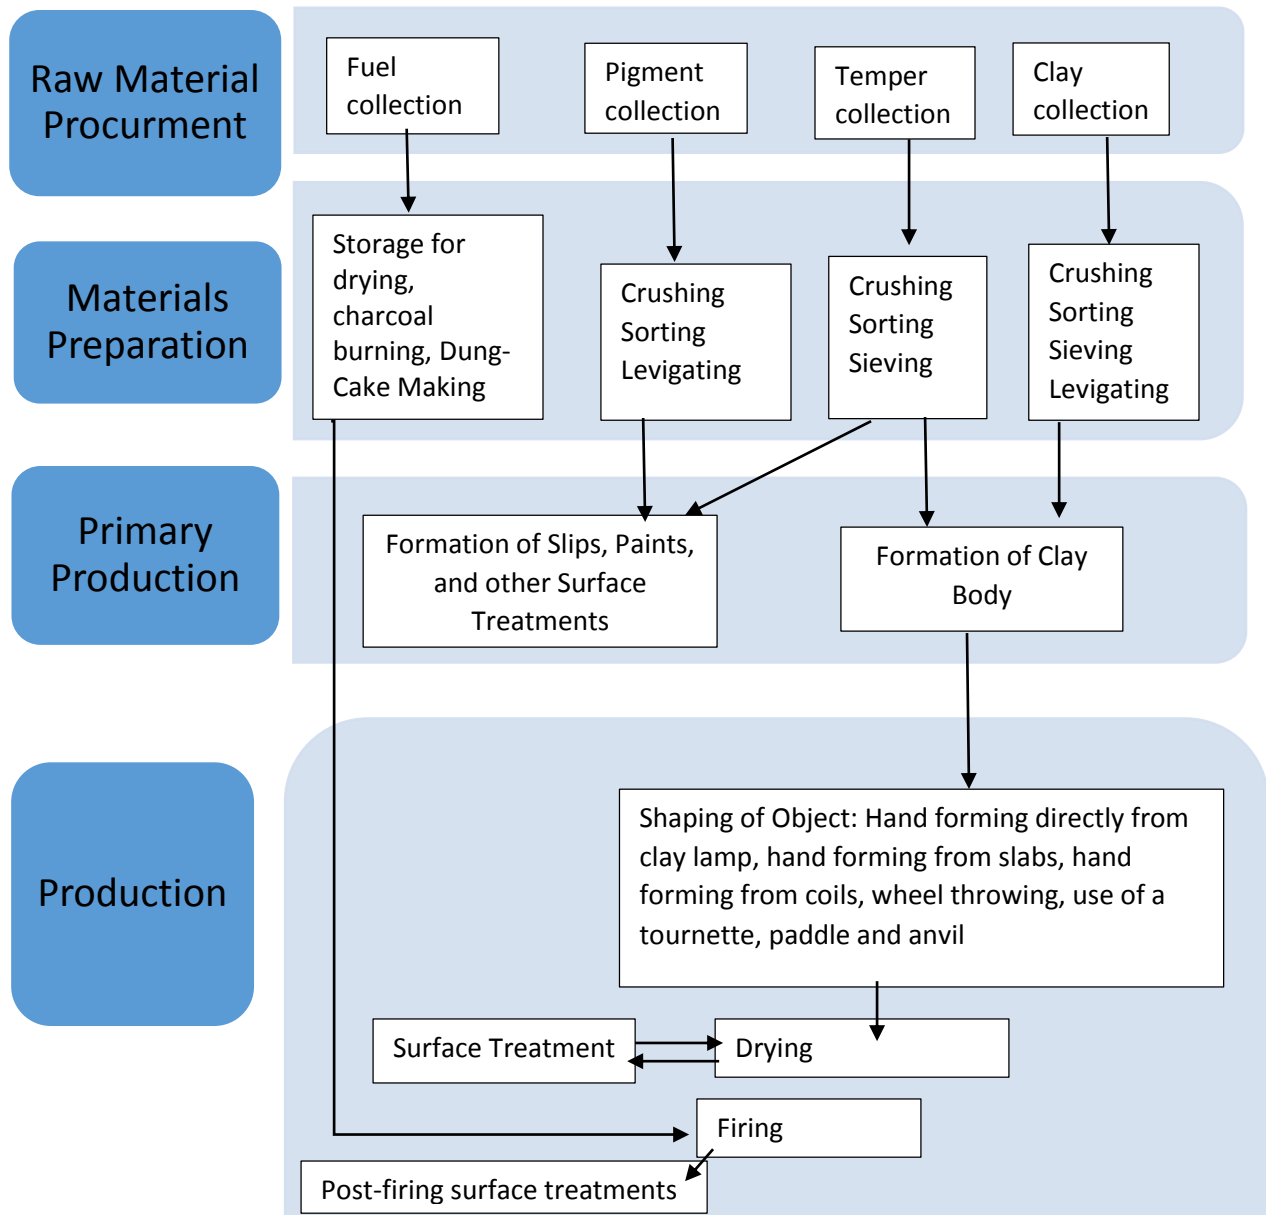 Raw Material
Procurment
Fuel
collection
Pigment
collection
Temper
collection
Clay
collection
Materials
Preparation
Storage for
drying,
charcoal
burning, Dung-
Cake Making
Crushing
Sorting
Levigating
Crushing
Sorting
Sieving
Crushing
Sorting
Sieving
Levigating
Primary
Production
Formation of Slips, Paints,
and other Surface
Treatments
Formation of Clay
Body
Production
Shaping of Object: Hand forming directly from
clay lamp, hand forming from slabs, hand
forming from coils, wheel throwing, use of a
tournette, paddle and anvil
Surface Treatment
Drying
Firing
Post-firing surface treatments